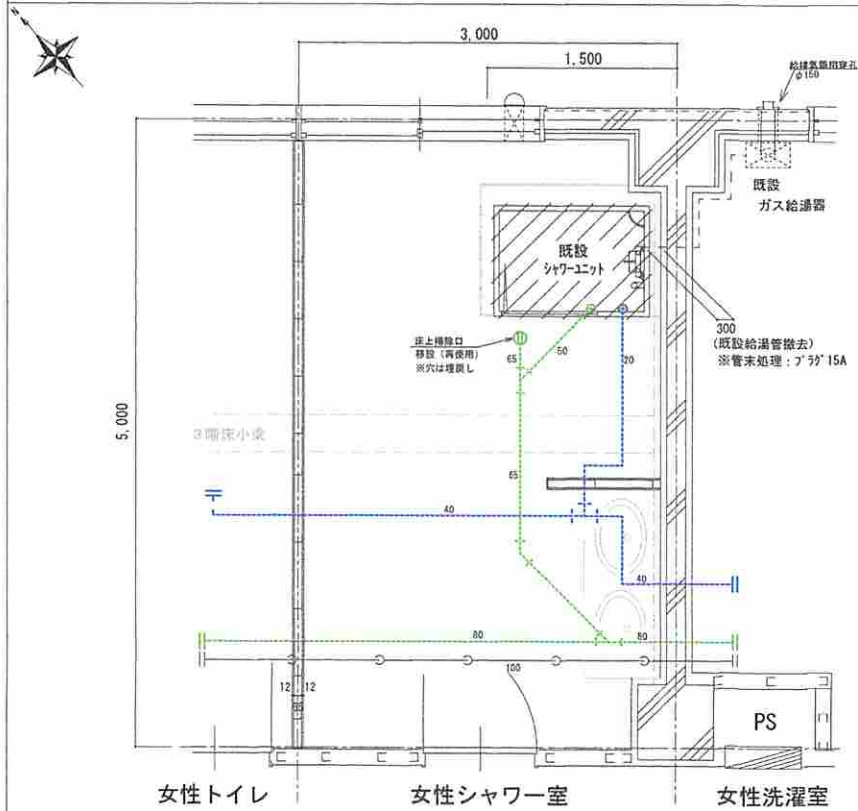 N
3,000
1,500
給排気筒用穿孔
φ150
既設
ガス給湯器
既設
シャワーユニット
300
(既設給湯管撤去)
※管末処理：プラグ15A
床上掃除口
移設（再使用）
※穴は埋戻し
65
50
20
5,000
3階床小梁
65
40
40
80
80
100
12
12
65
PS
女性トイレ
女性シャワー室
女性洗濯室